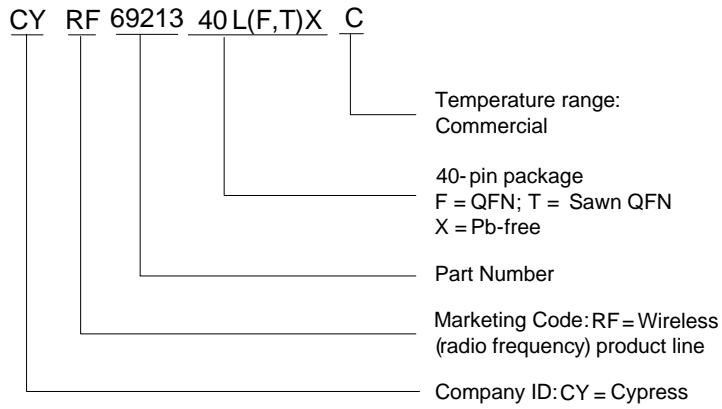 CY RF 69213 40L(F,T)X C
Temperature range:
Commercial
40-pin package
F = QFN; T = Sawn QFN
X = Pb-free
Part Number
Marketing Code: RF = Wireless
(radio frequency) product line
Company ID: CY = Cypress